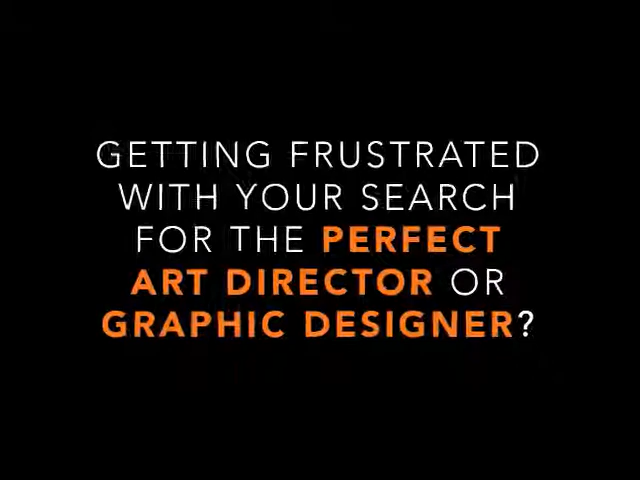 GETTING FRUSTRATED
WITH YOUR SEARCH
FOR THE PERFECT
ART DIRECTOR OR
GRAPHIC DESIGNER?